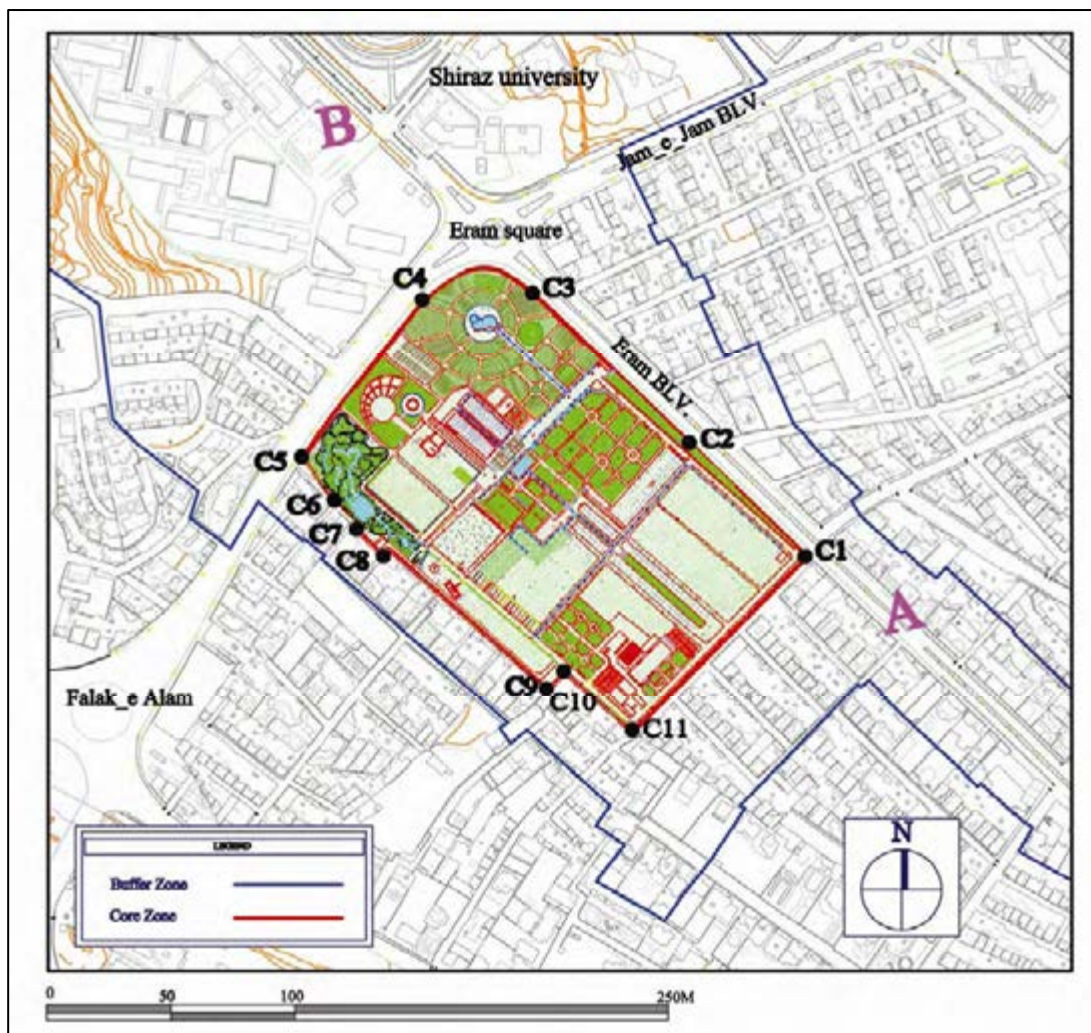 Shiraz university
B
Jam_e_Jam BLV.
Eram square
C4
C3
Eram BLV.
C2
C5
C6
C7
C8
C1
A
C9
C10
C11
Falak_e Alam
LEGEND
Buffer Zone
Core Zone
N
0 50 100 250M